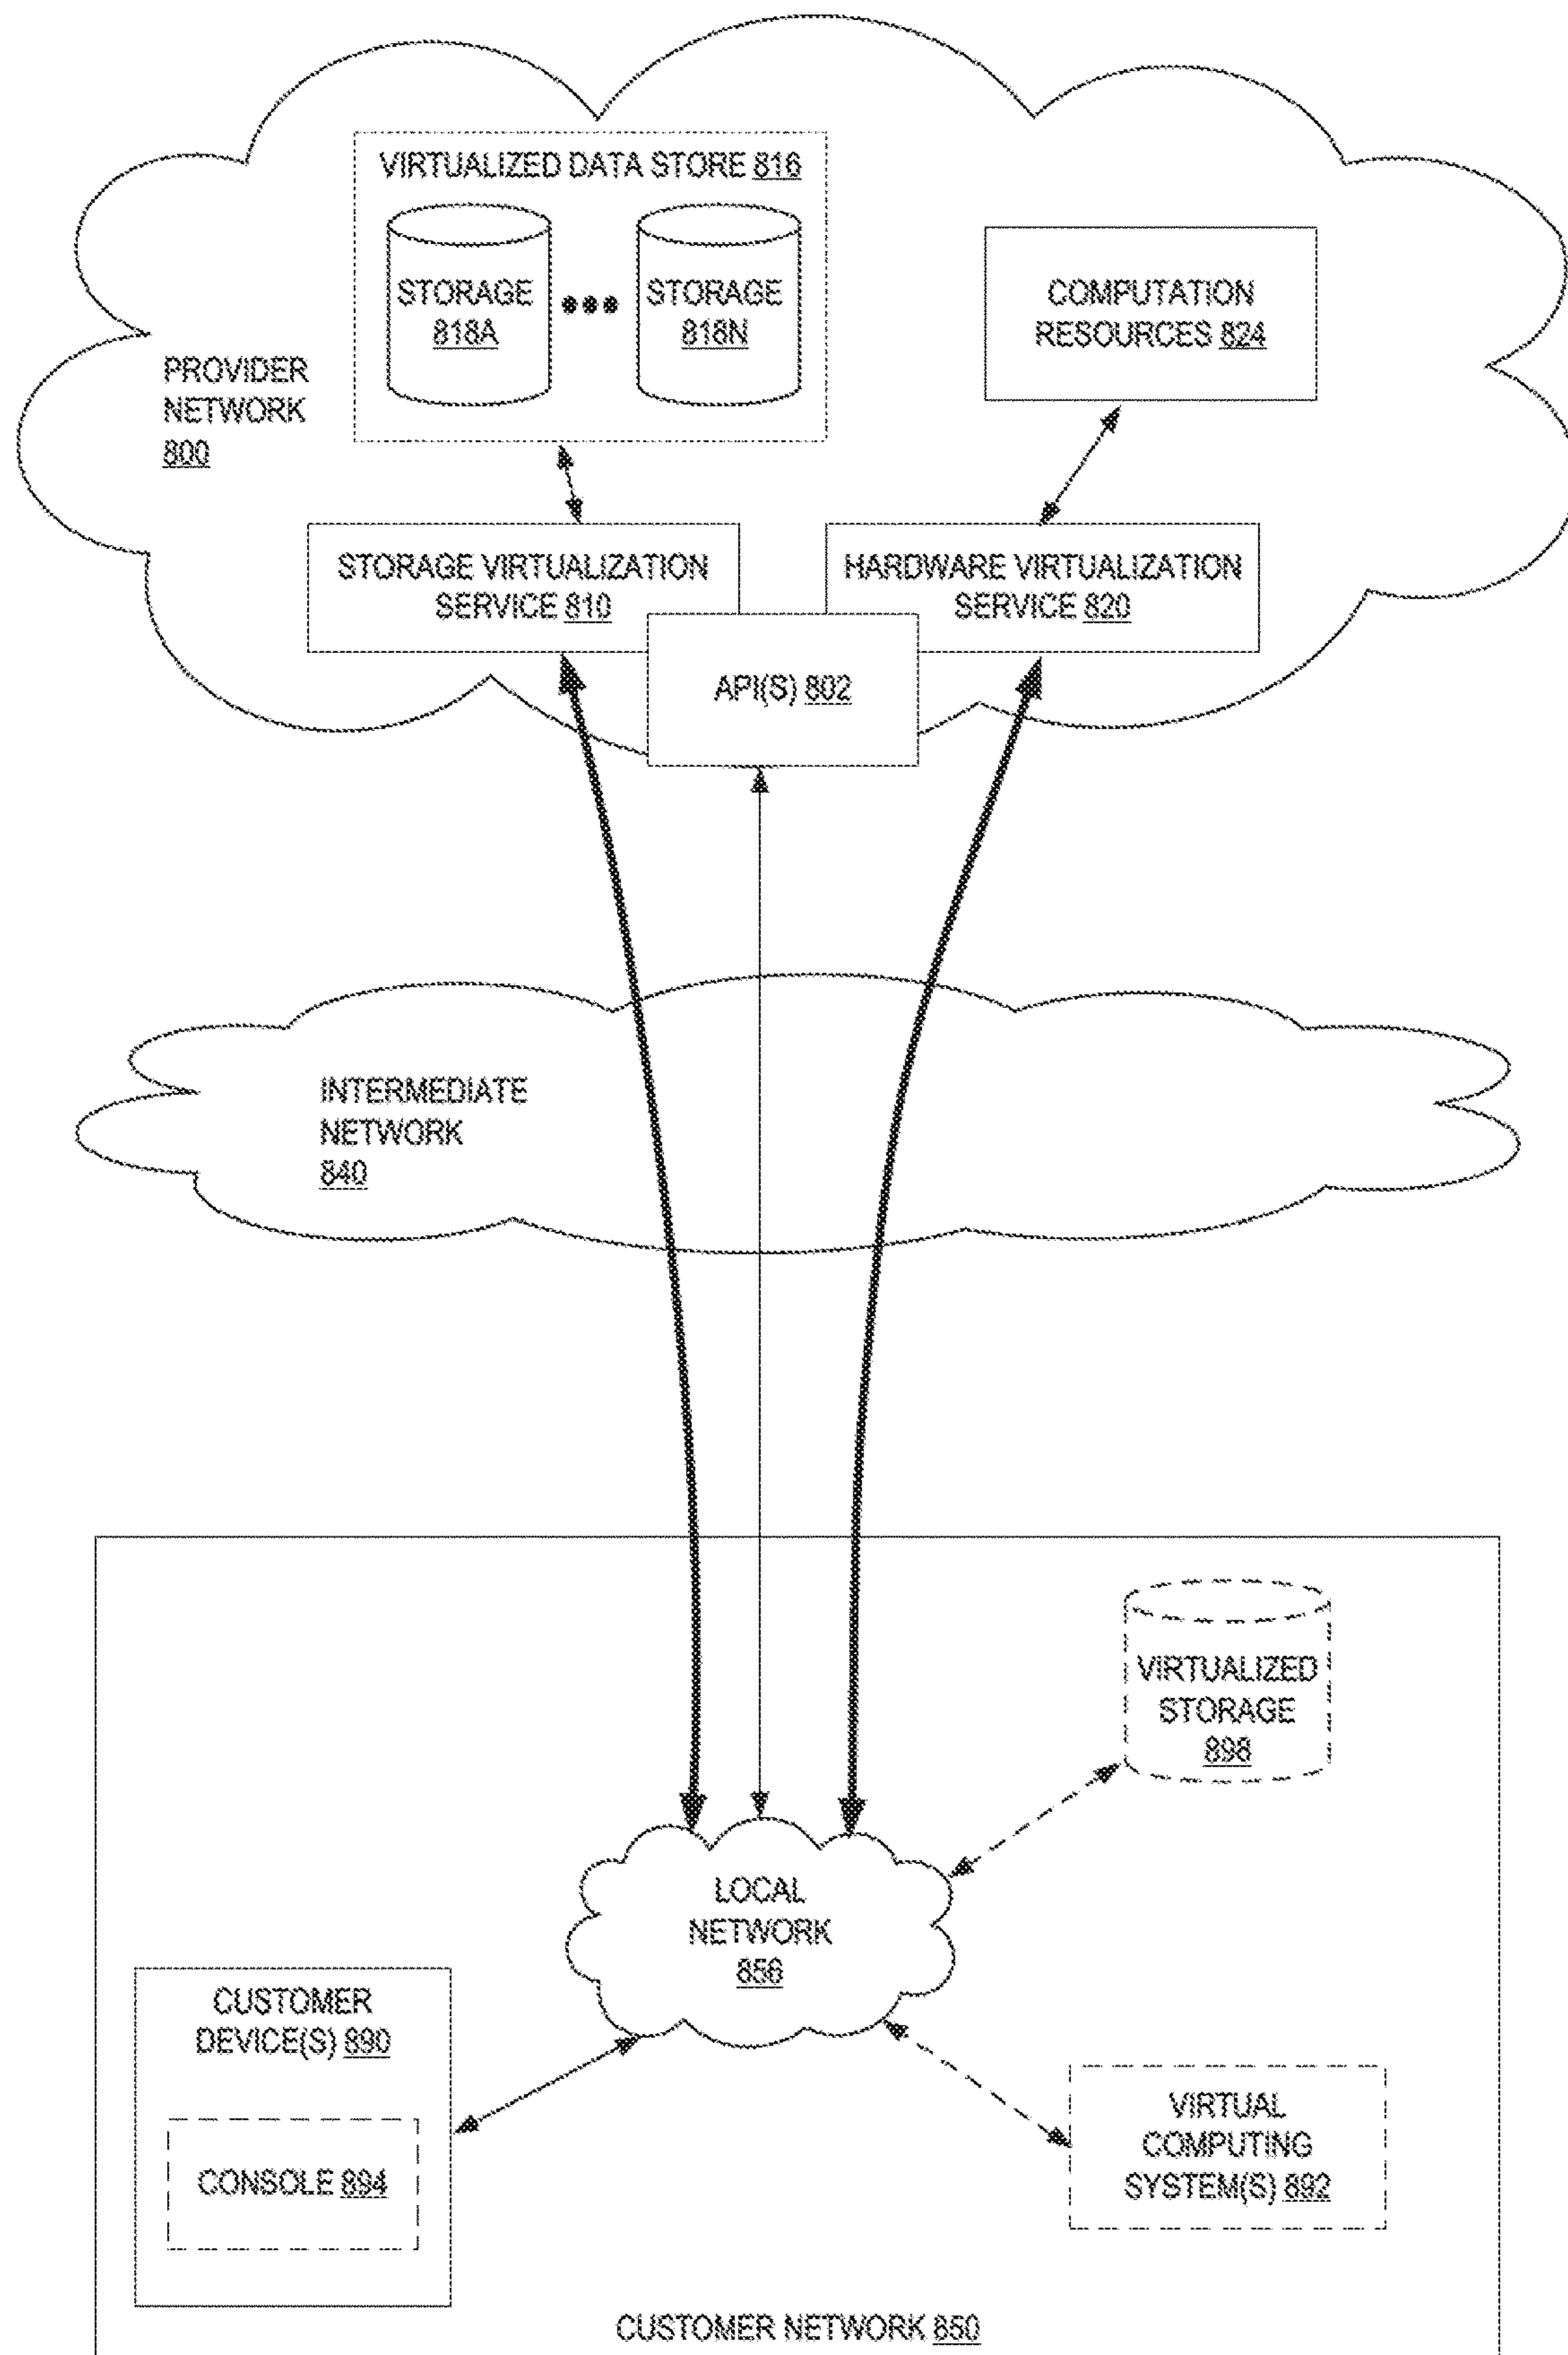 VIRTUALIZED DATA STORE 816
STORAGE
818A
STORAGE
818N
COMPUTATION
RESOURCES 824
PROVIDER
NETWORK
800
STORAGE VIRTUALIZATION
SERVICE 810
HARDWARE VIRTUALIZATION
SERVICE 820
API(S) 802
INTERMEDIATE
NETWORK
840
VIRTUALIZED
STORAGE
898
LOCAL
NETWORK
856
CUSTOMER
DEVICE(S) 890
CONSOLE 894
VIRTUAL
COMPUTING
SYSTEM(S) 892
CUSTOMER NETWORK 850